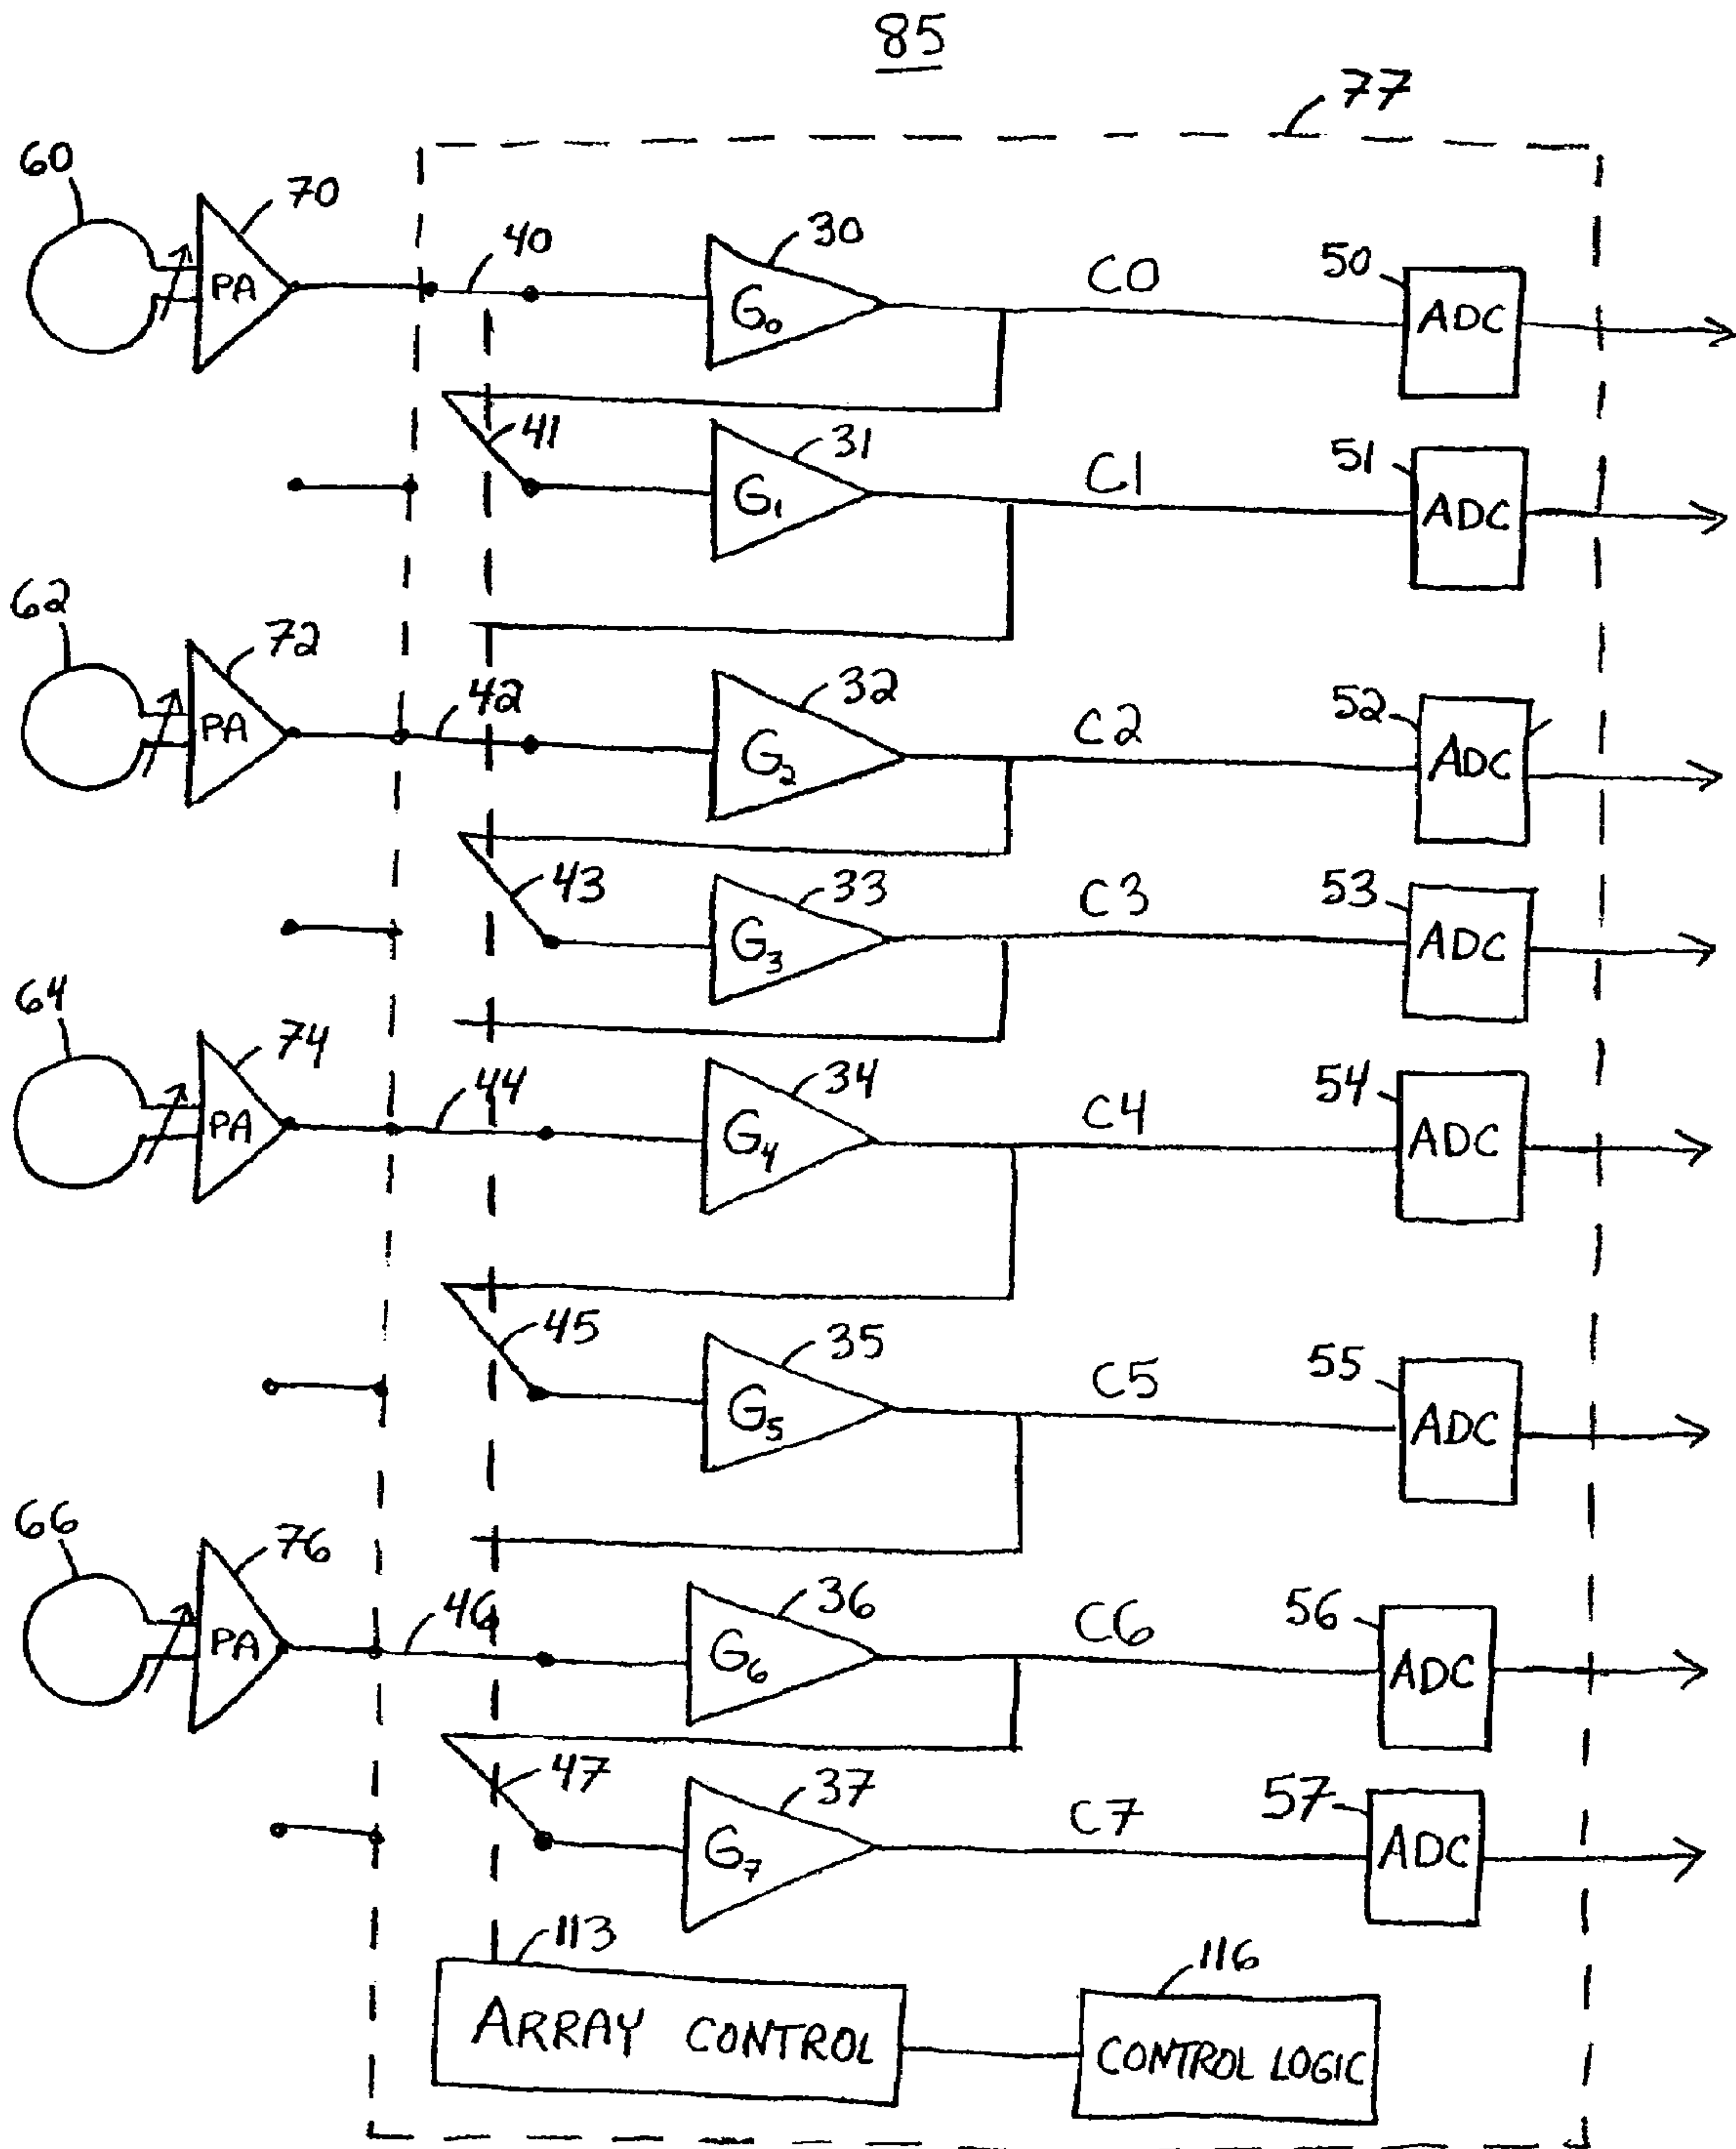 85
77
60
70
PA
40
30
G₀
C0
50
ADC
41
31
G₁
C1
51
ADC
62
72
PA
42
32
G₂
C2
52
ADC
43
33
G₃
C3
53
ADC
64
74
PA
44
34
G₄
C4
54
ADC
45
35
G₅
C5
55
ADC
66
76
PA
46
36
G₆
C6
56
ADC
47
37
G₇
C7
57
ADC
113
ARRAY CONTROL
116
CONTROL LOGIC